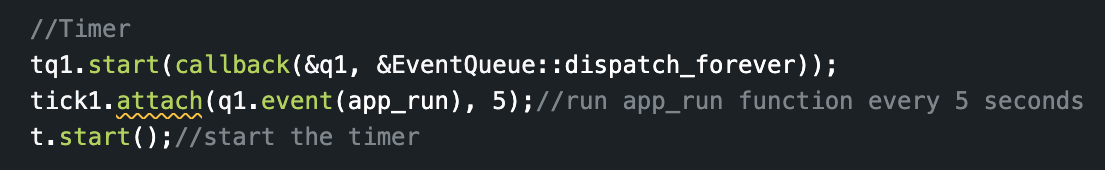 //Timer
tq1.start(callback(&q1, &EventQueue::dispatch_forever));
tick1.attach(q1.event(app_run), 5);//run app_run function every 5 seconds
t.start();//start the timer